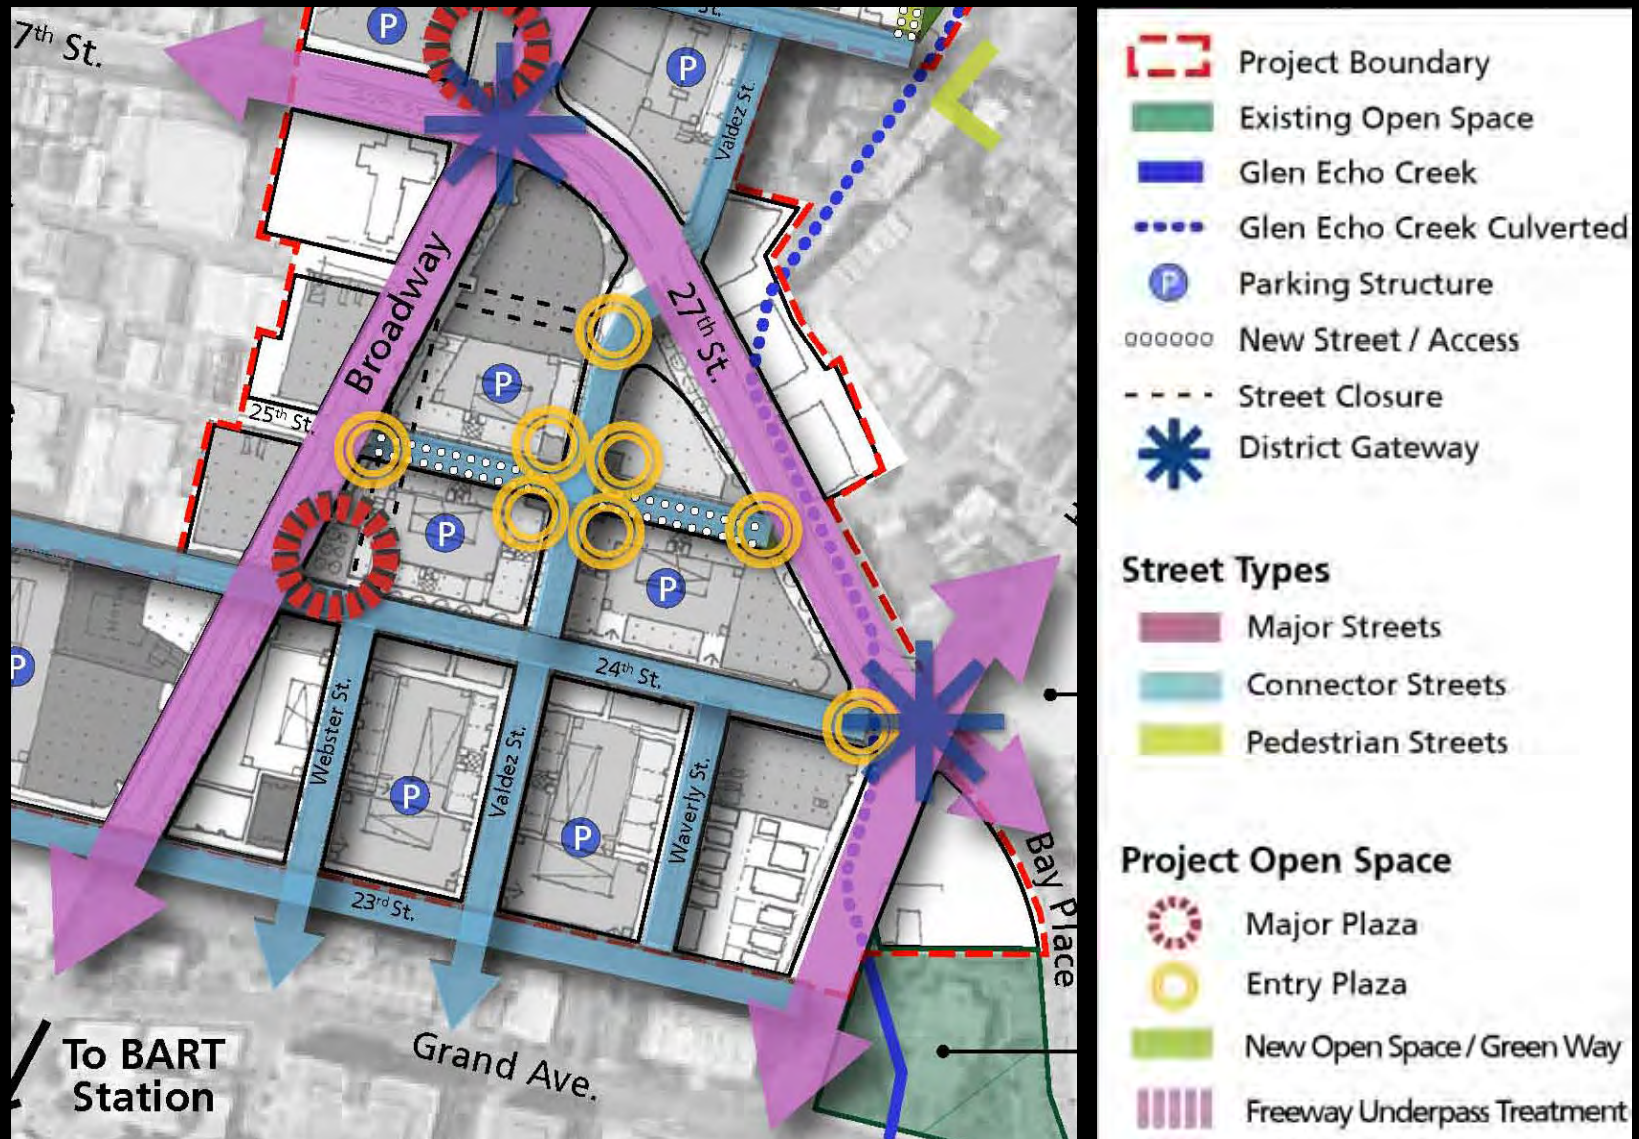 7th St.
P
P
St.
Valdez St.
Broadway
27th St.
P
25th St.
P
P
P
24th St.
Webster St.
Valdez St.
Waverly St.
P
P
23rd St.
Bay Place
Grand Ave.
To BART
Station
Project Boundary
Existing Open Space
Glen Echo Creek
Glen Echo Creek Culverted
P Parking Structure
New Street / Access
Street Closure
District Gateway
Street Types
Major Streets
Connector Streets
Pedestrian Streets
Project Open Space
Major Plaza
Entry Plaza
New Open Space / Green Way
Freeway Underpass Treatment